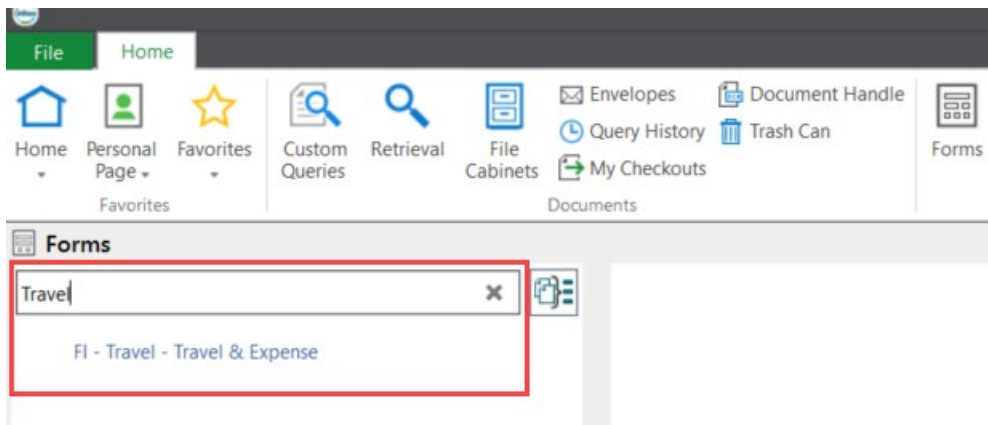 File Home
Home
Personal Page
Favorites
Favorites
Custom Queries
Retrieval
File Cabinets
Envelopes
Query History
My Checkouts
Document Handle
Trash Can
Documents
Forms
Forms
Travel
FI - Travel - Travel & Expense